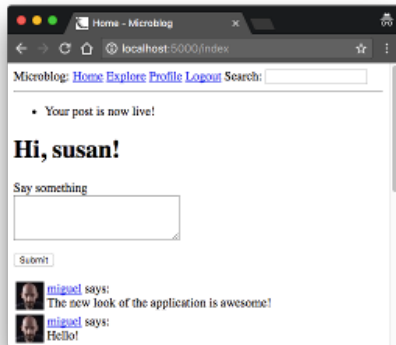 Home - Microblog
localhost:5000/index
Microblog: Home Explore Profile Logout Search:
Your post is now live!
Hi, susan!
Say something
Submit
miguel says:
The new look of the application is awesome!
miguel says:
Hello!